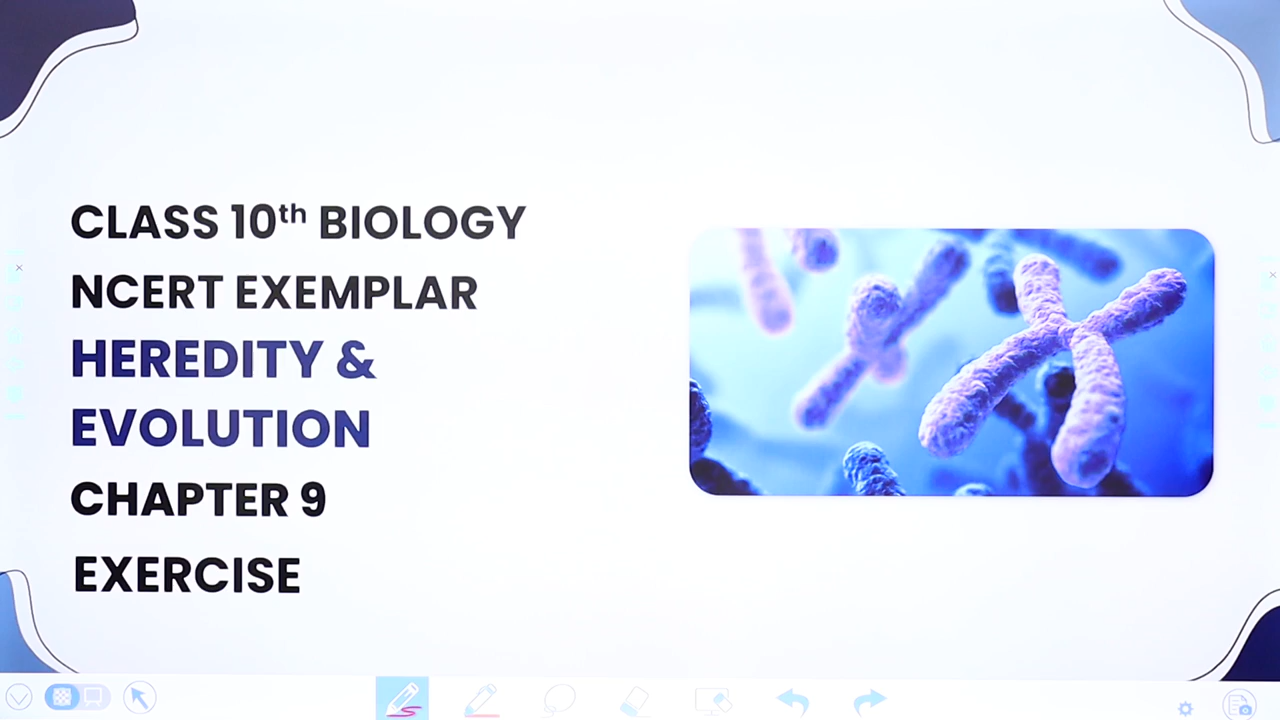 CLASS 10th BIOLOGY
NCERT EXEMPLAR
HEREDITY &
EVOLUTION
CHAPTER 9
EXERCISE